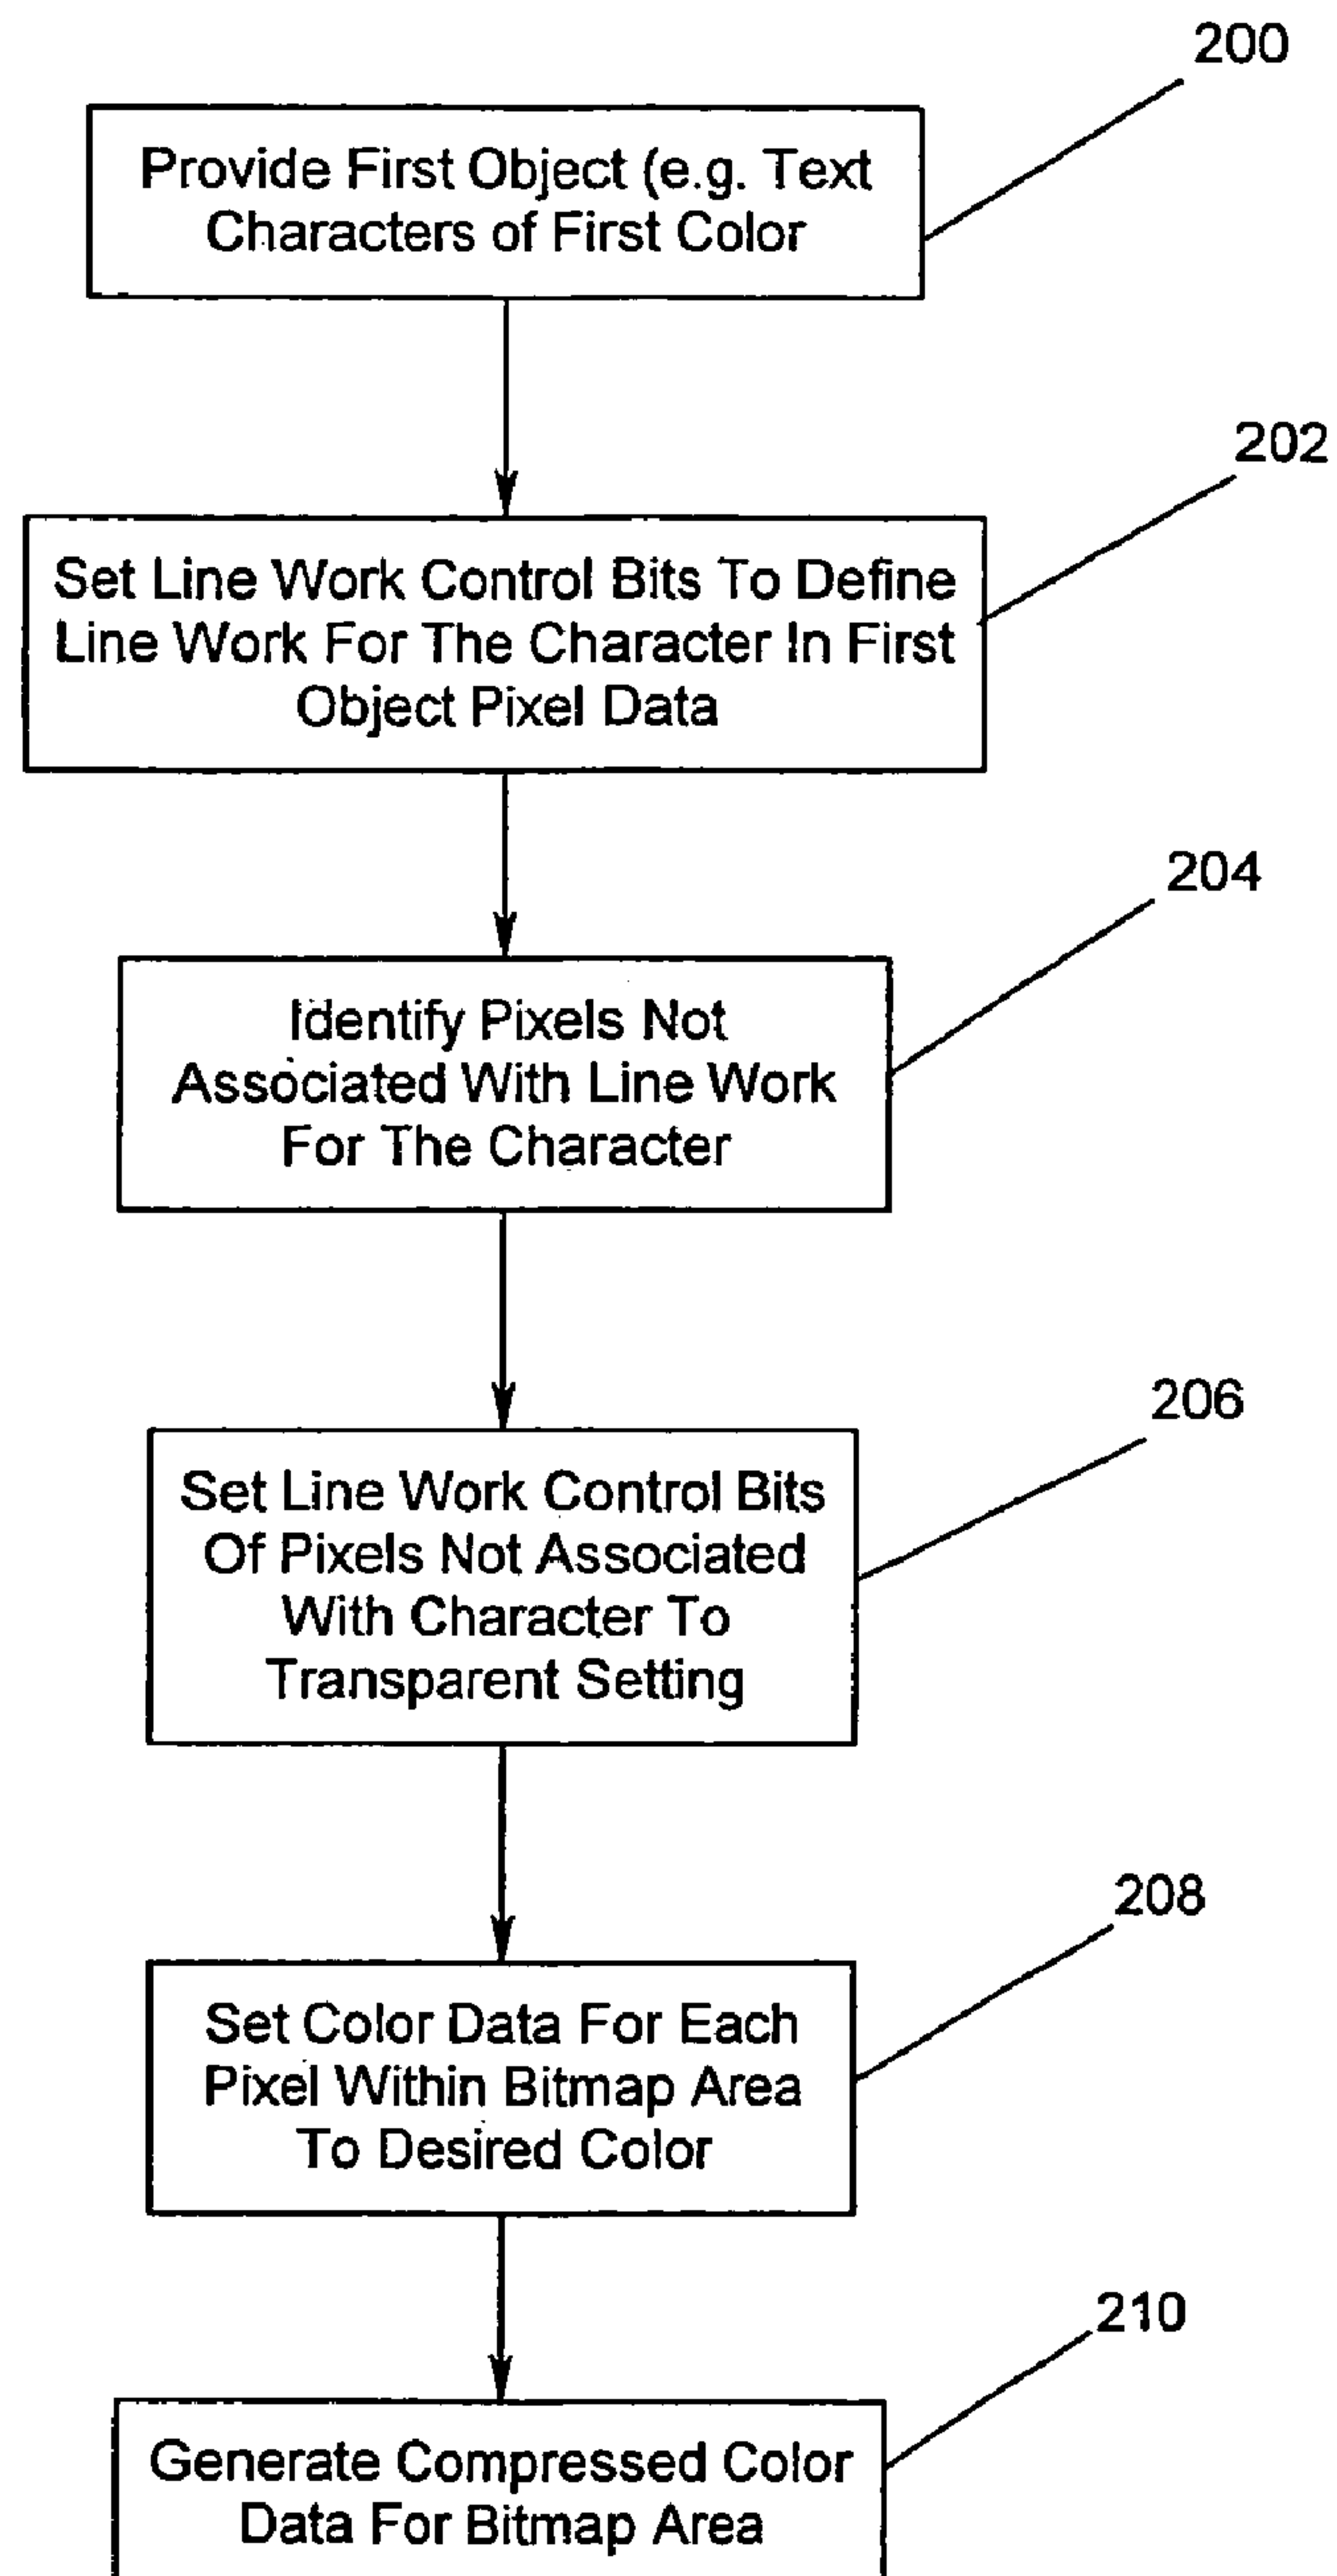 200
Provide First Object (e.g. Text
Characters of First Color
202
Set Line Work Control Bits To Define
Line Work For The Character In First
Object Pixel Data
204
Identify Pixels Not
Associated With Line Work
For The Character
206
Set Line Work Control Bits
Of Pixels Not Associated
With Character To
Transparent Setting
208
Set Color Data For Each
Pixel Within Bitmap Area
To Desired Color
210
Generate Compressed Color
Data For Bitmap Area